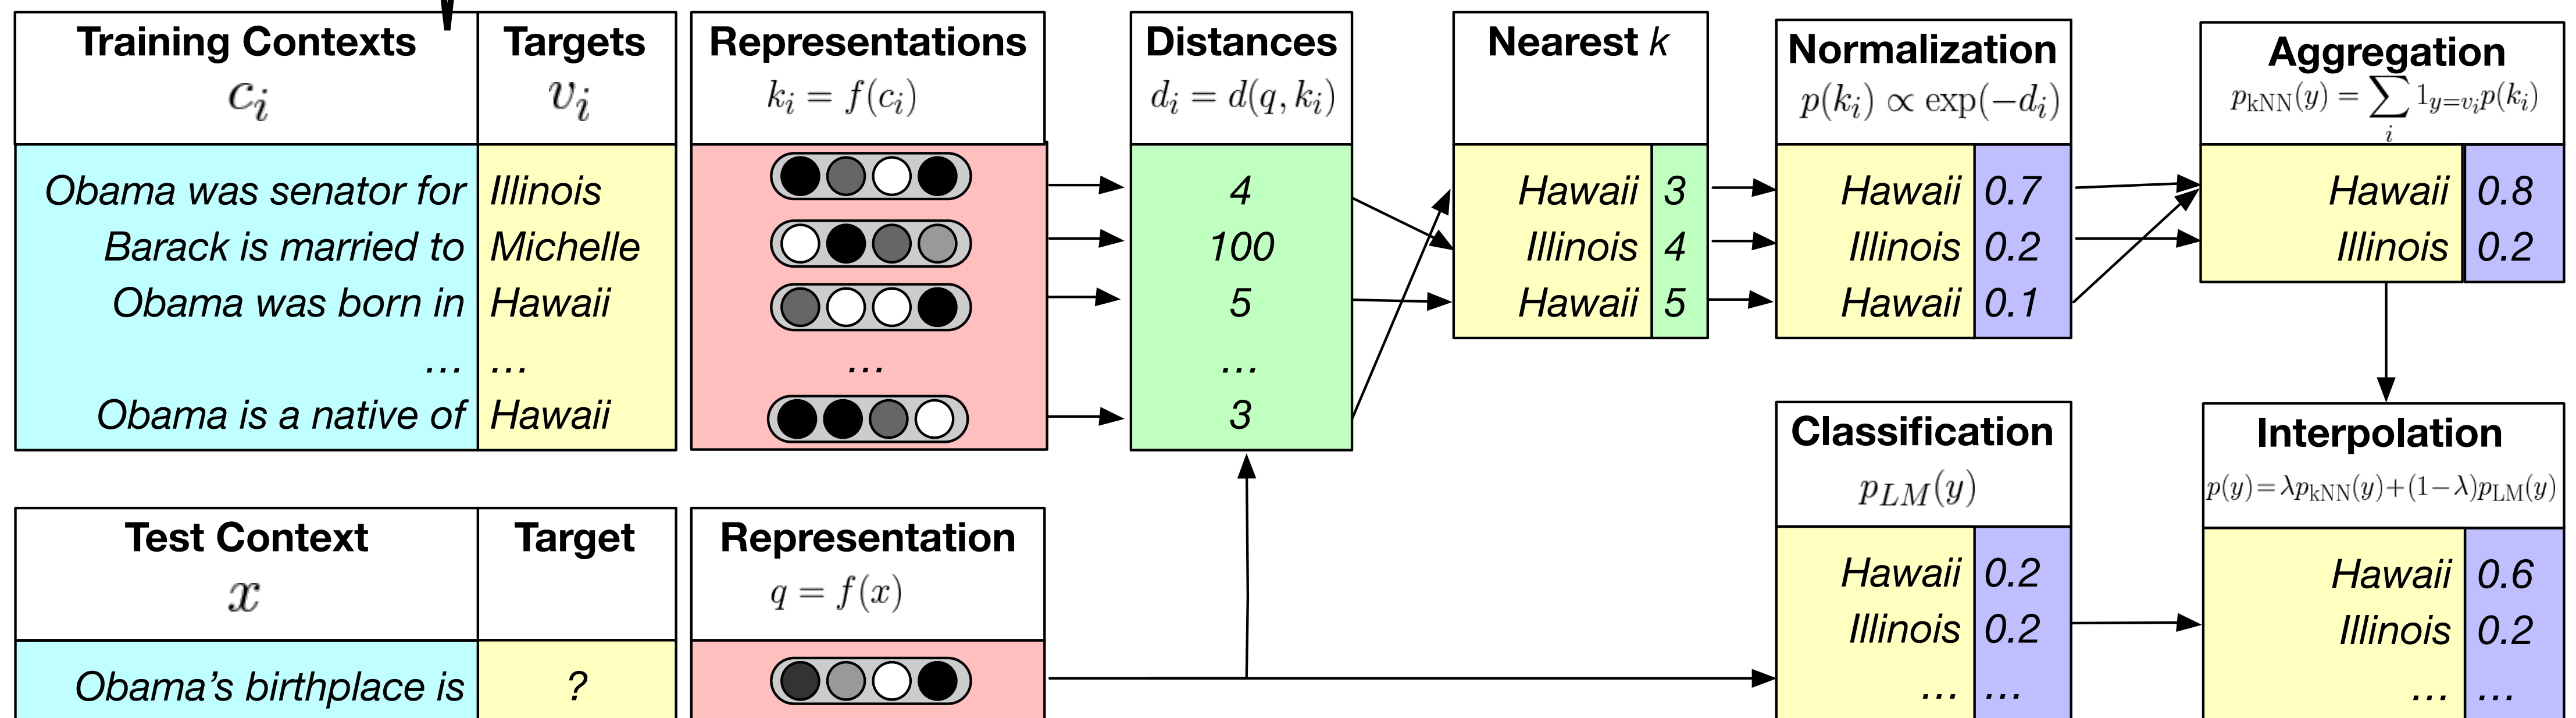 Training Contexts
c_i
Targets
v_i
Obama was senator for Illinois
Barack is married to Michelle
Obama was born in Hawaii
... ...
Obama is a native of Hawaii
Representations
k_i = f(c_i)
...
Distances
d_i = d(q, k_i)
4
100
5
...
3
Nearest k
Hawaii 3
Illinois 4
Hawaii 5
Normalization
p(k_i) ∝ exp(−d_i)
Hawaii 0.7
Illinois 0.2
Hawaii 0.1
Aggregation
p_kNN(y) = ∑_i 1_{y=v_i} p(k_i)
Hawaii 0.8
Illinois 0.2
Test Context
x
Target
Obama’s birthplace is ?
Representation
q = f(x)
Classification
p_LM(y)
Hawaii 0.2
Illinois 0.2
... ...
Interpolation
p(y) = λp_kNN(y) + (1−λ)p_LM(y)
Hawaii 0.6
Illinois 0.2
... ...